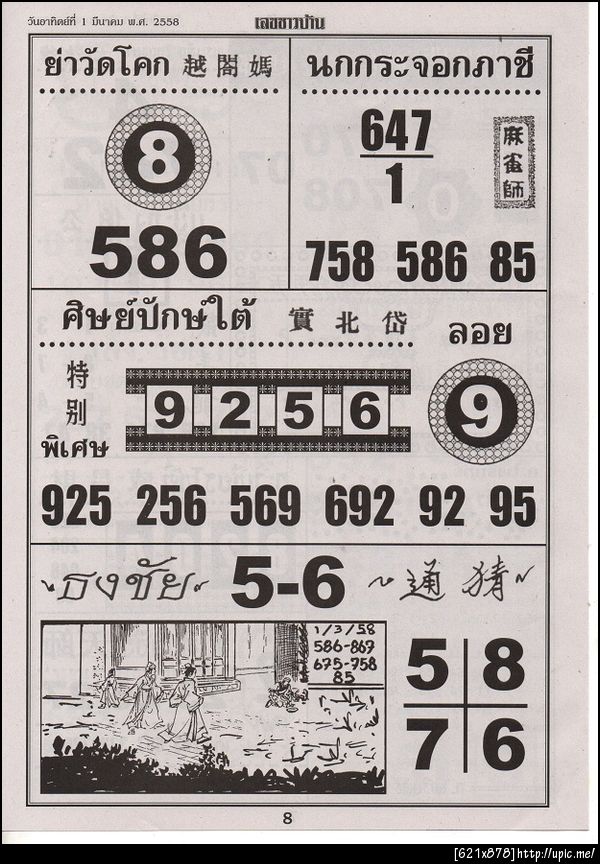 วันอาทิตย์ที่ 1 มีนาคม พ.ศ. 2558
เลขชาวบ้าน
ย่าวัดโคก 越閣媽
8
586
นกกระจอกภาชี
647
1
麻雀師
758 586 85
ศิษย์ปักษ์ใต้ 實北岱
ลอย
特别
พิเศษ
9 2 5 6
9
925 256 569 692 92 95
ธงชัย 5-6 通猜
1/3/58
586-867
675-758
85
5 8
7 6
8
[621x878]http://upic.me/